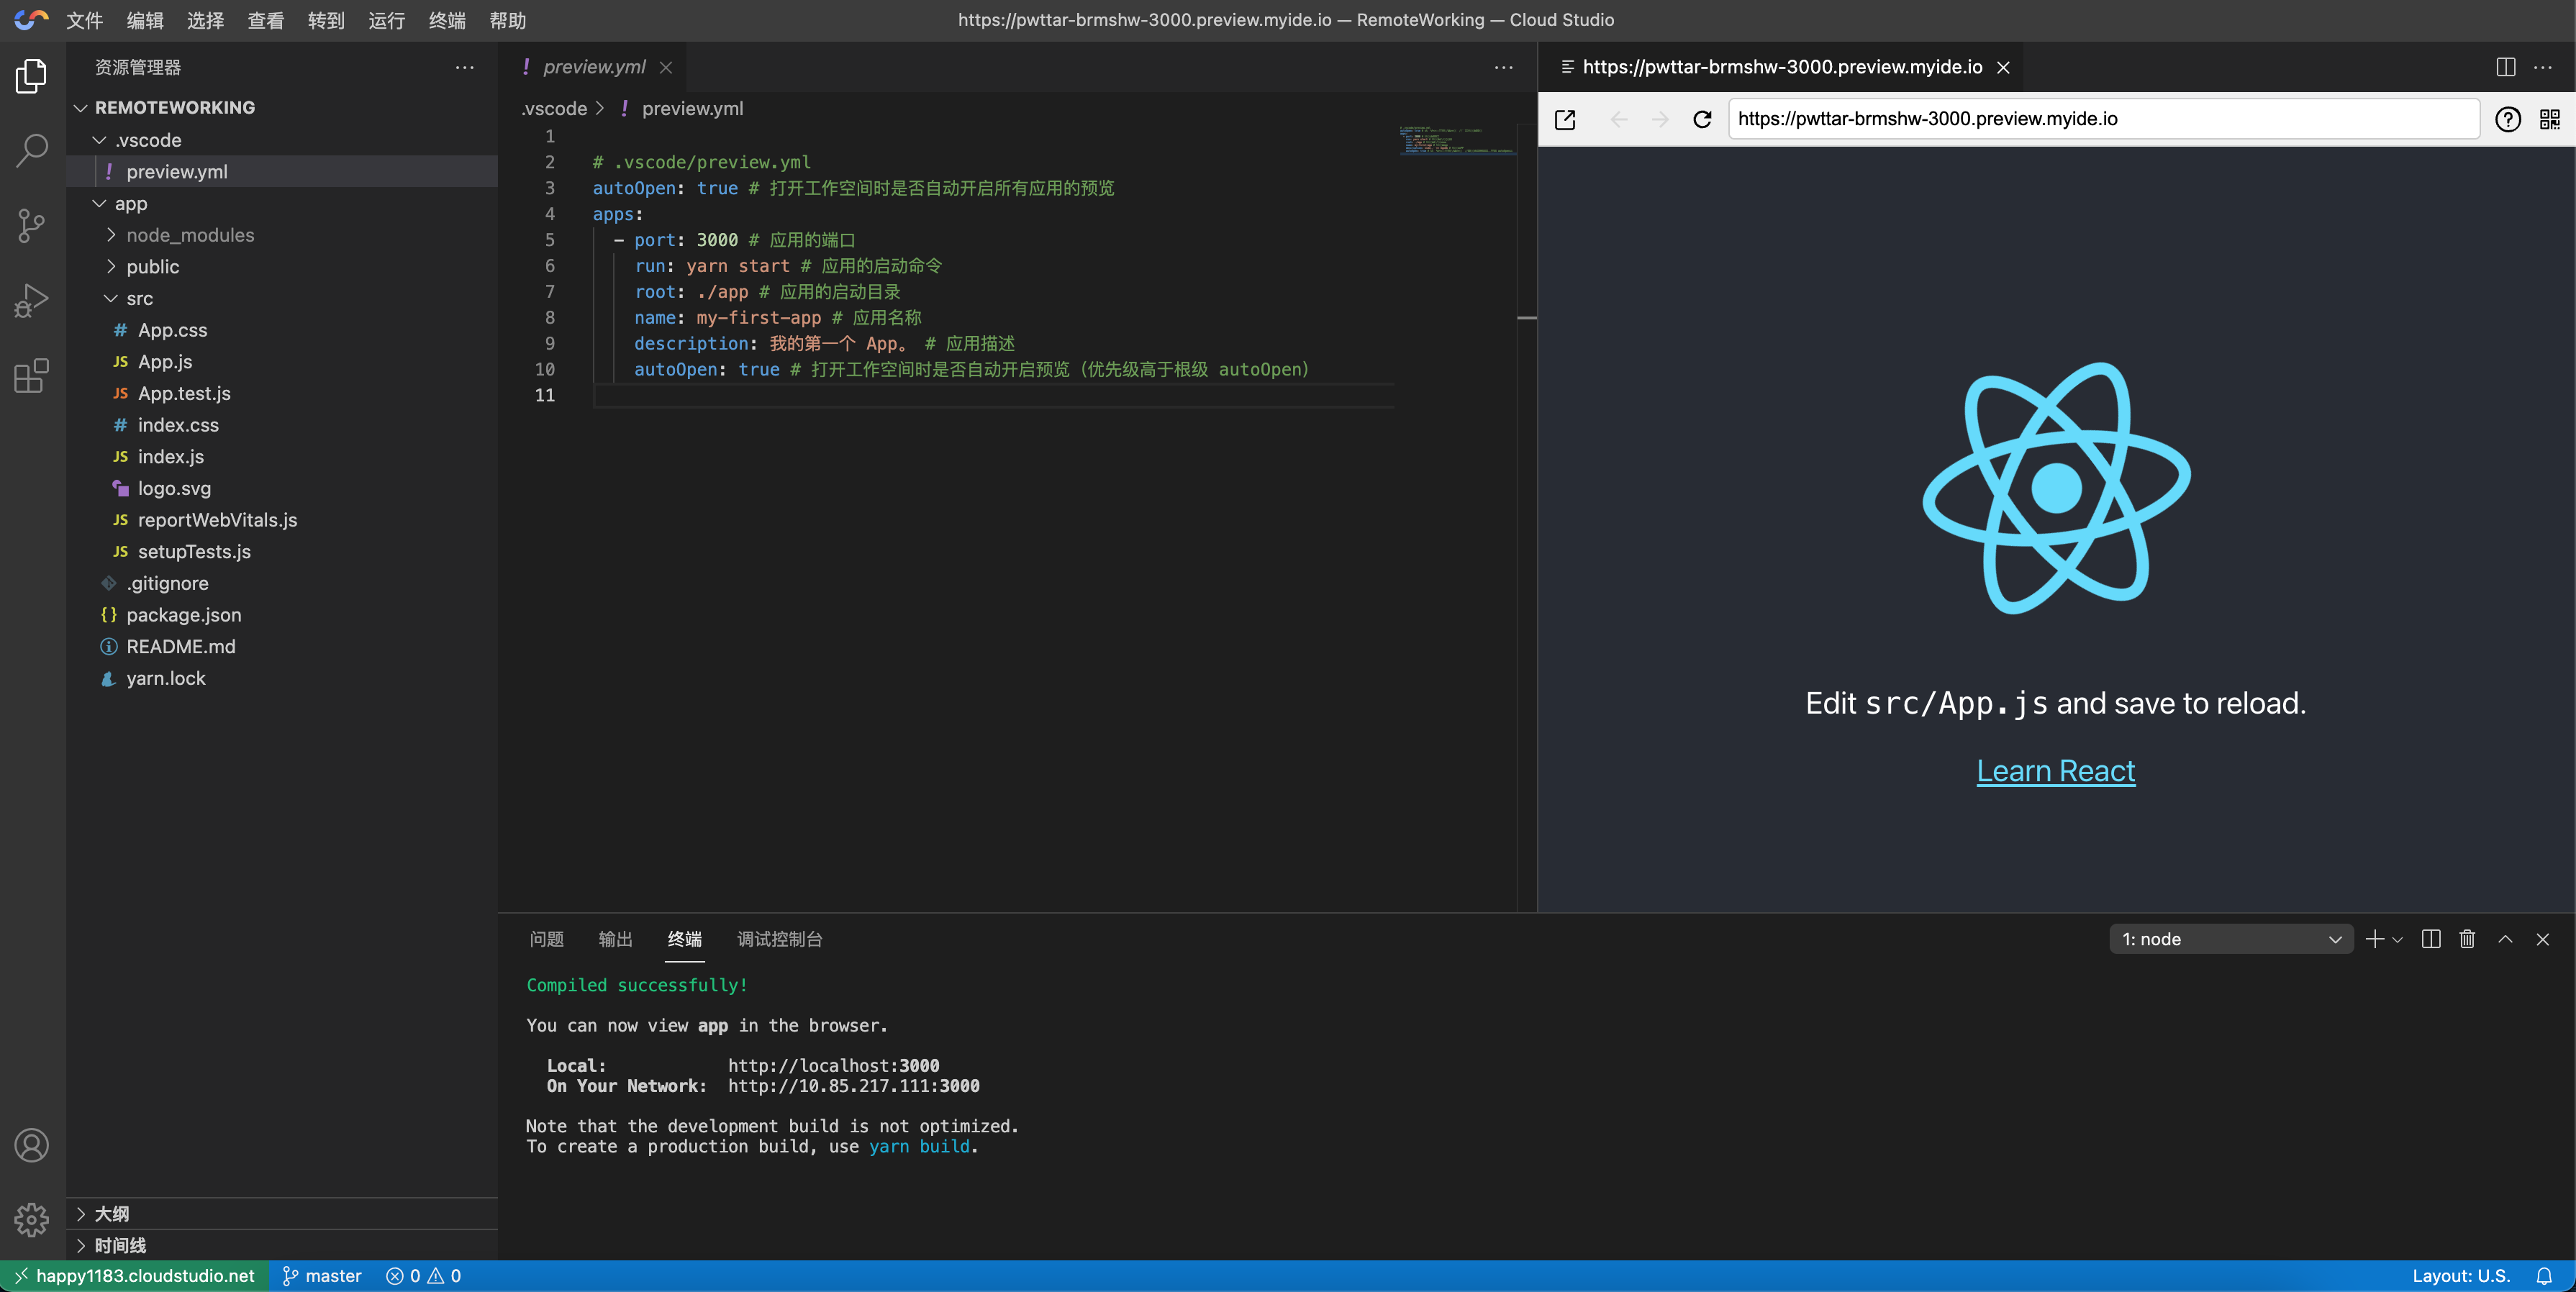 文件 编辑 选择 查看 转到 运行 终端 帮助
https://pwttar-brmshw-3000.preview.myide.io — RemoteWorking — Cloud Studio
资源管理器
REMOTEWORKING
.vscode
! preview.yml
app
node_modules
public
src
# App.css
JS App.js
JS App.test.js
# index.css
JS index.js
logo.svg
JS reportWebVitals.js
JS setupTests.js
.gitignore
{} package.json
README.md
yarn.lock
大纲
时间线
! preview.yml
.vscode > ! preview.yml
1
2 # .vscode/preview.yml
3 autoOpen: true # 打开工作空间时是否自动开启所有应用的预览
4 apps:
5 - port: 3000 # 应用的端口
6 run: yarn start # 应用的启动命令
7 root: ./app # 应用的启动目录
8 name: my-first-app # 应用名称
9 description: 我的第一个 App。 # 应用描述
10 autoOpen: true # 打开工作空间时是否自动开启预览（优先级高于根级 autoOpen）
11
https://pwttar-brmshw-3000.preview.myide.io
https://pwttar-brmshw-3000.preview.myide.io
Edit src/App.js and save to reload.
Learn React
问题 输出 终端 调试控制台
1: node
Compiled successfully!
You can now view app in the browser.
Local: http://localhost:3000
On Your Network: http://10.85.217.111:3000
Note that the development build is not optimized.
To create a production build, use yarn build.
happy1183.cloudstudio.net master 0 0
Layout: U.S.